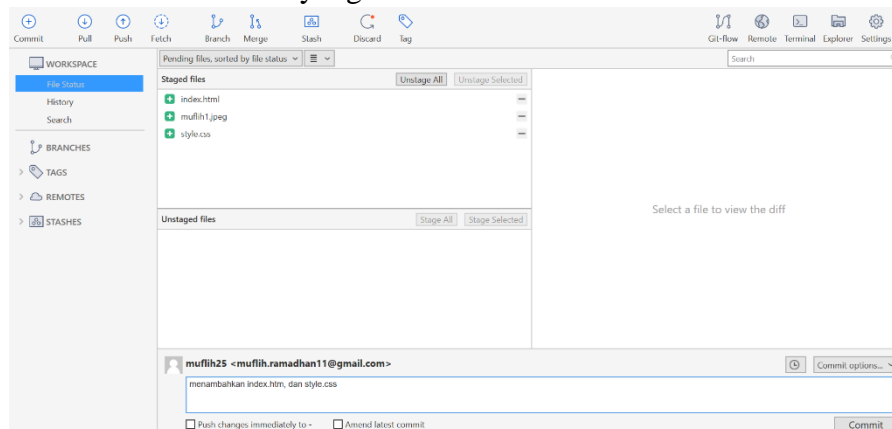 Commit Pull Push Fetch Branch Merge Stash Discard Tag Git-flow Remote Terminal Explorer Settings
WORKSPACE
File Status
History
Search
BRANCHES
TAGS
REMOTES
STASHES
Pending files, sorted by file status
Search
Staged files Unstage All Unstage Selected
index.html
muflih1.jpeg
style.css
Unstaged files Stage All Stage Selected
Select a file to view the diff
muflih25 <muflih.ramadhan11@gmail.com>
Commit options...
menambahkan index.htm, dan style.css
Push changes immediately to - Amend latest commit
Commit